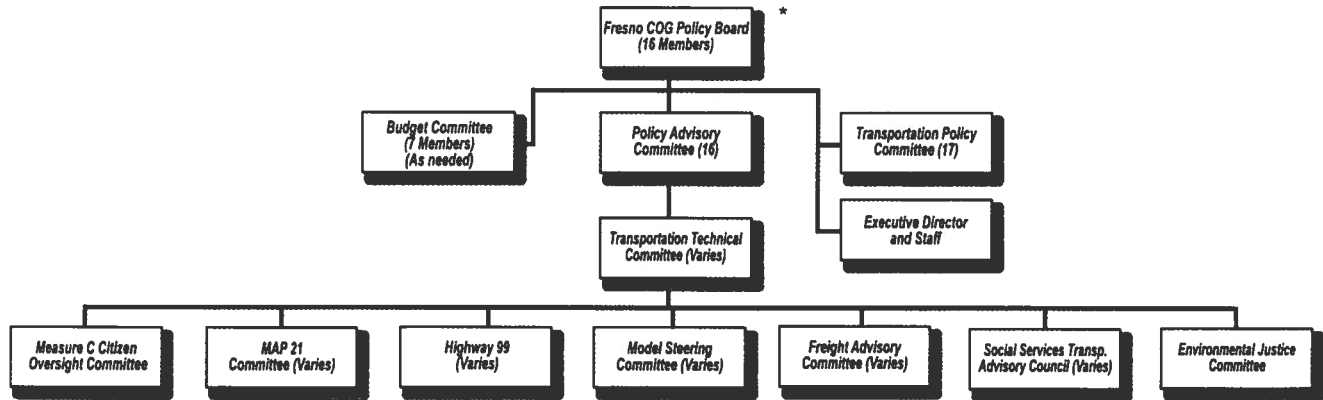 Fresno COG Policy Board
(16 Members)
*
Budget Committee
(7 Members)
(As needed)
Policy Advisory
Committee (16)
Transportation Policy
Committee (17)
Executive Director
and Staff
Transportation Technical
Committee (Varies)
Measure C Citizen
Oversight Committee
MAP 21
Committee (Varies)
Highway 99
(Varies)
Model Steering
Committee (Varies)
Freight Advisory
Committee (Varies)
Social Services Transp.
Advisory Council (Varies)
Environmental Justice
Committee